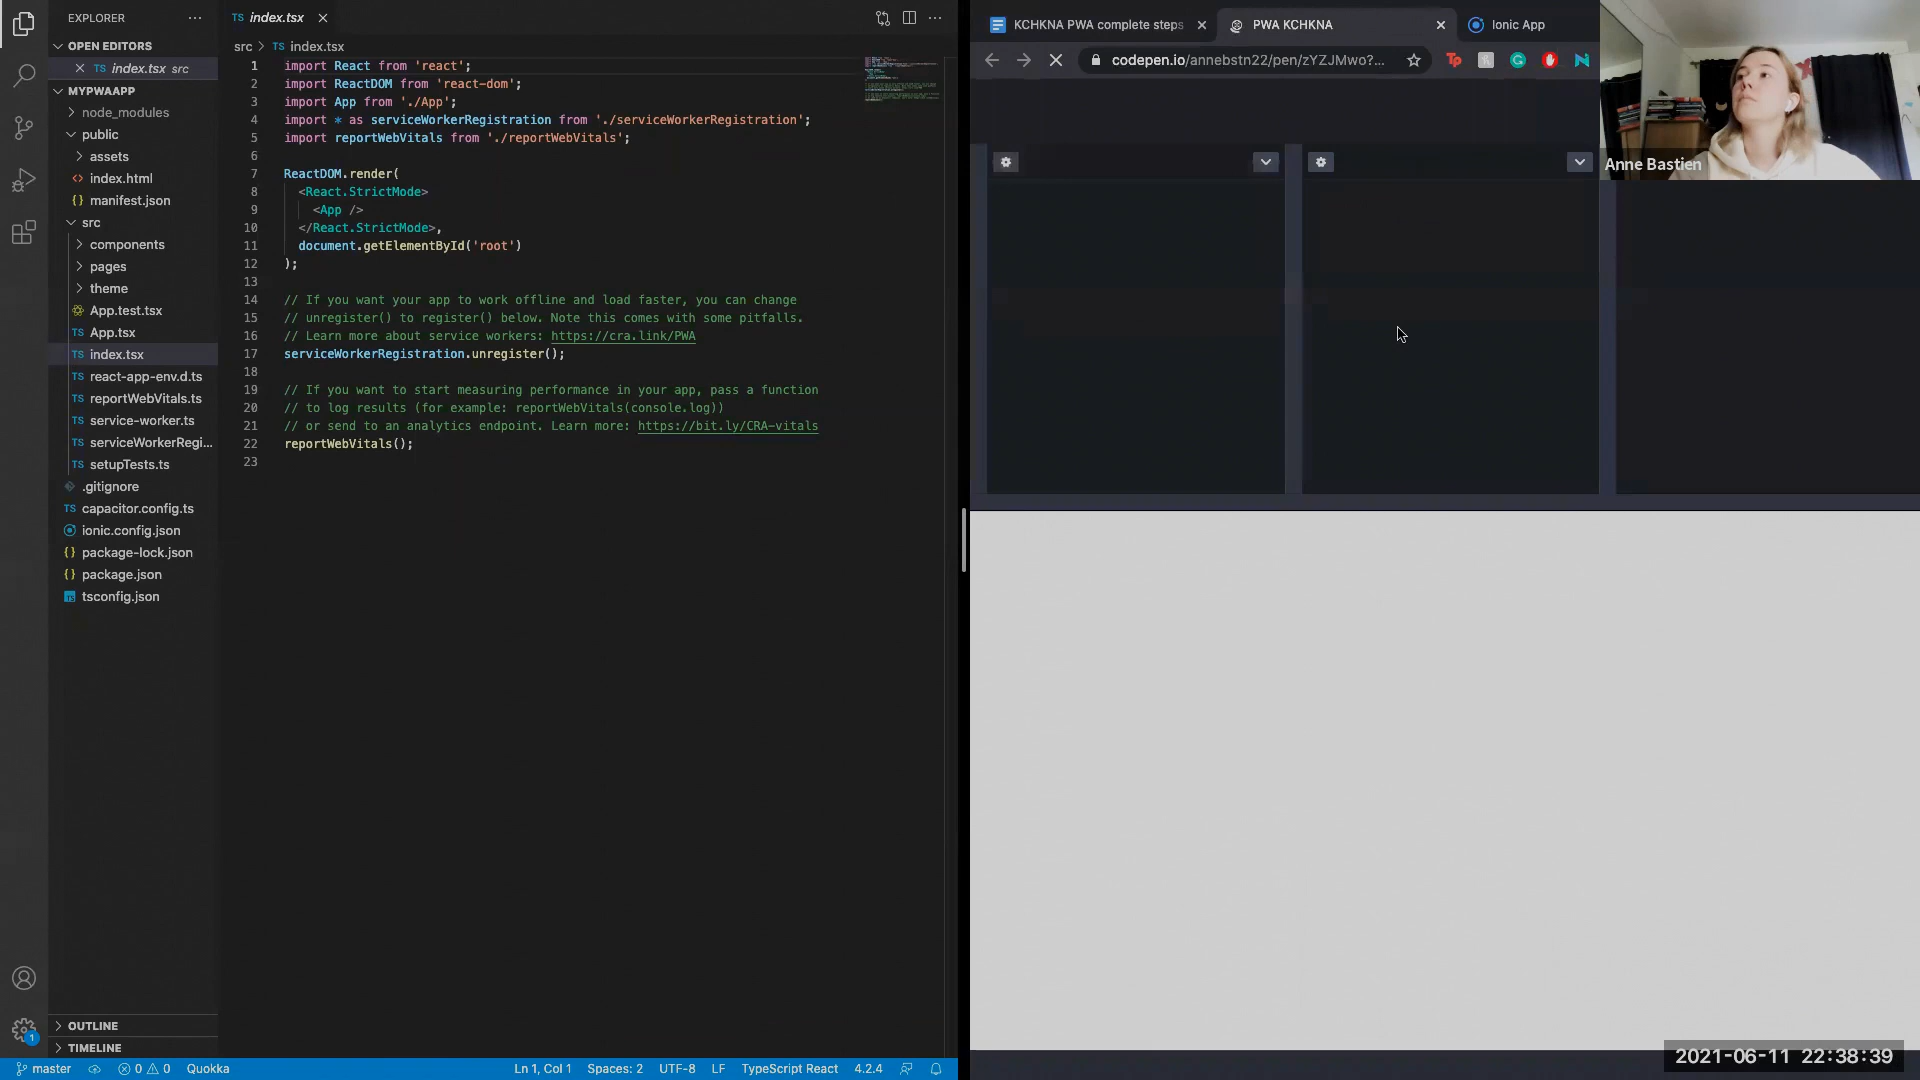 EXPLORER
OPEN EDITORS
TS index.tsx src
MYPWAAPP
node_modules
public
assets
<> index.html
{} manifest.json
src
components
pages
theme
App.test.tsx
TS App.tsx
TS index.tsx
TS react-app-env.d.ts
TS reportWebVitals.ts
TS service-worker.ts
TS serviceWorkerRegi...
TS setupTests.ts
.gitignore
TS capacitor.config.ts
ionic.config.json
{} package-lock.json
{} package.json
TS tsconfig.json
OUTLINE
TIMELINE
TS index.tsx
src > TS index.tsx
1 import React from 'react';
2 import ReactDOM from 'react-dom';
3 import App from './App';
4 import * as serviceWorkerRegistration from './serviceWorkerRegistration';
5 import reportWebVitals from './reportWebVitals';
6
7 ReactDOM.render(
8 <React.StrictMode>
9 <App />
10 </React.StrictMode>,
11 document.getElementById('root')
12 );
13
14 // If you want your app to work offline and load faster, you can change
15 // unregister() to register() below. Note this comes with some pitfalls.
16 // Learn more about service workers: https://cra.link/PWA
17 serviceWorkerRegistration.unregister();
18
19 // If you want to start measuring performance in your app, pass a function
20 // to log results (for example: reportWebVitals(console.log))
21 // or send to an analytics endpoint. Learn more: https://bit.ly/CRA-vitals
22 reportWebVitals();
23
1
master 0 0 Quokka Ln 1, Col 1 Spaces: 2 UTF-8 LF TypeScript React 4.2.4
KCHKNA PWA complete steps PWA KCHKNA Ionic App
codepen.io/annebstn22/pen/zYZJMwo?...
Tp
Anne Bastien
2021-06-11 22:38:39